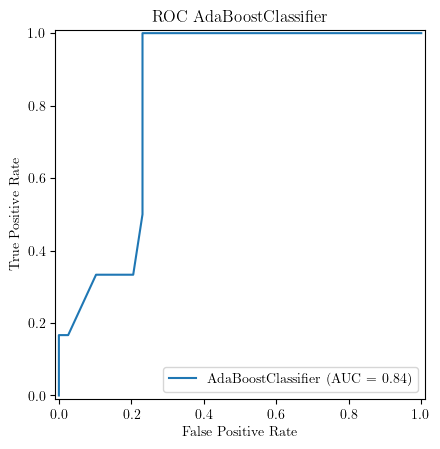 ROC AdaBoostClassifier
1.0
0.8
0.6
0.4
0.2
0.0
True Positive Rate
AdaBoostClassifier (AUC = 0.84)
0.0 0.2 0.4 0.6 0.8 1.0
False Positive Rate